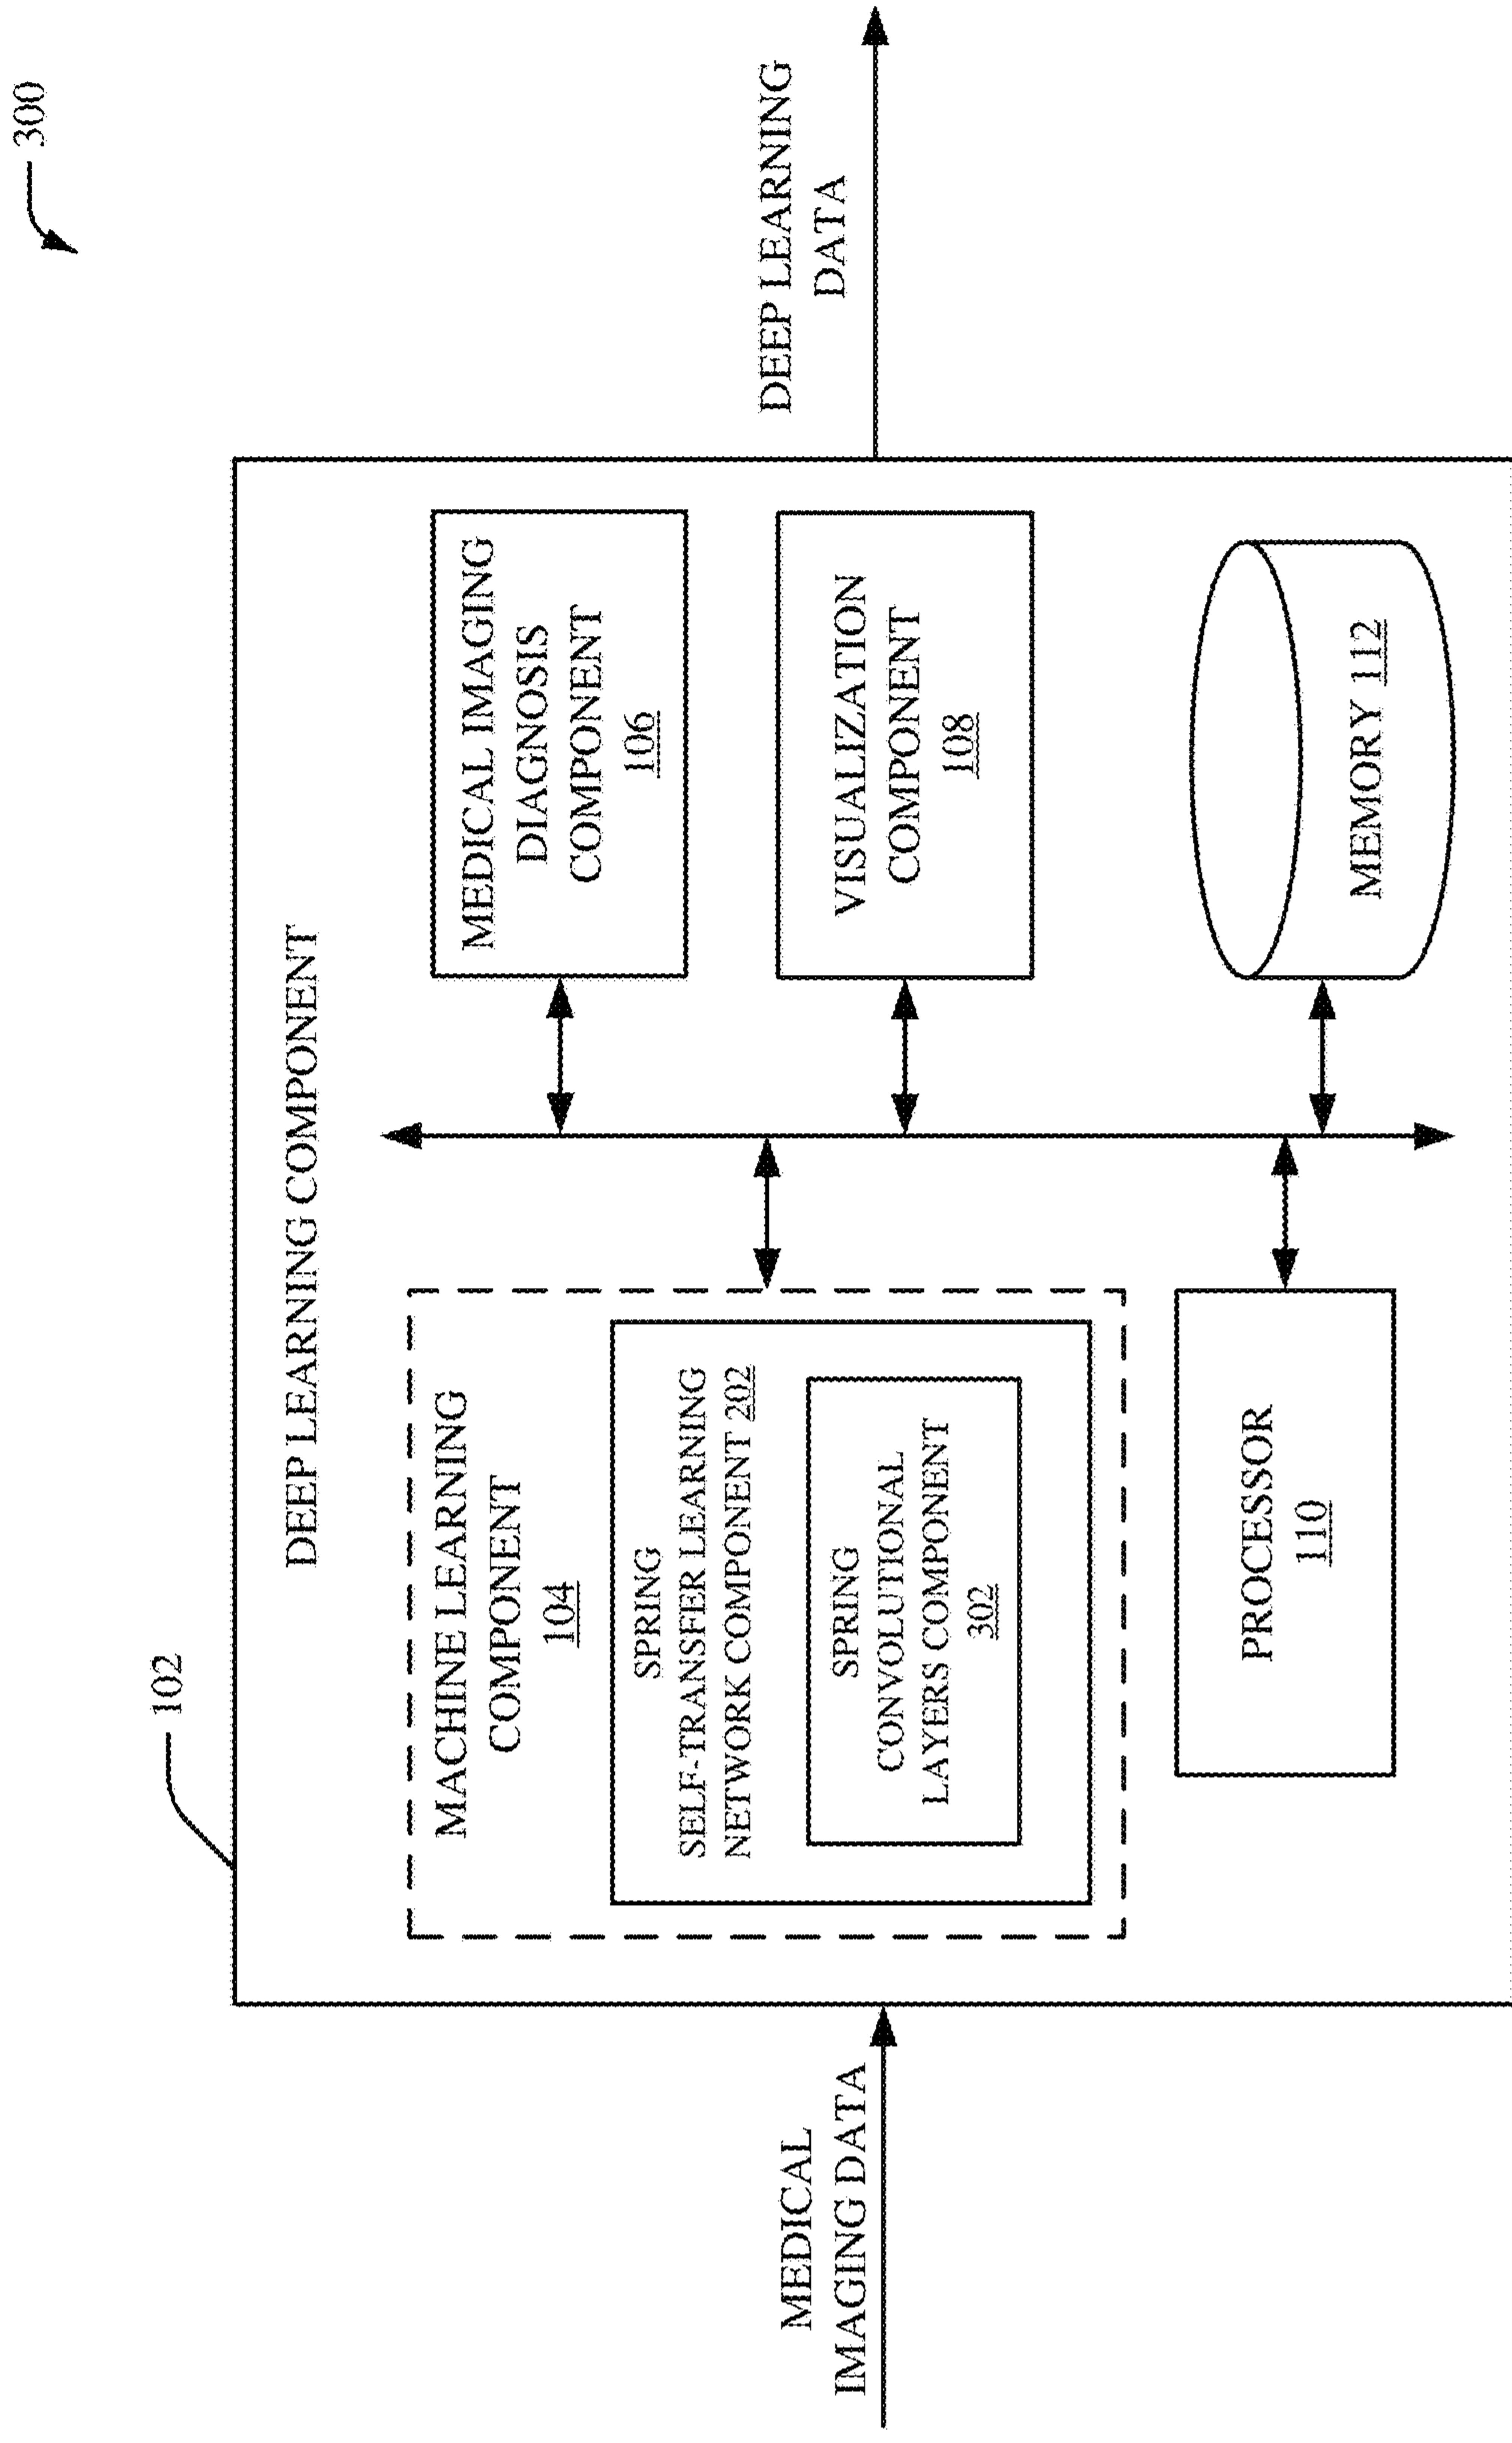 300
102
DEEP LEARNING COMPONENT
MACHINE LEARNING
COMPONENT
104
SPRING
SELF-TRANSFER LEARNING
NETWORK COMPONENT 202
SPRING
CONVOLUTIONAL
LAYERS COMPONENT
302
PROCESSOR
110
MEDICAL IMAGING
DIAGNOSIS
COMPONENT
106
VISUALIZATION
COMPONENT
108
MEMORY 112
MEDICAL
IMAGING DATA
DEEP LEARNING
DATA